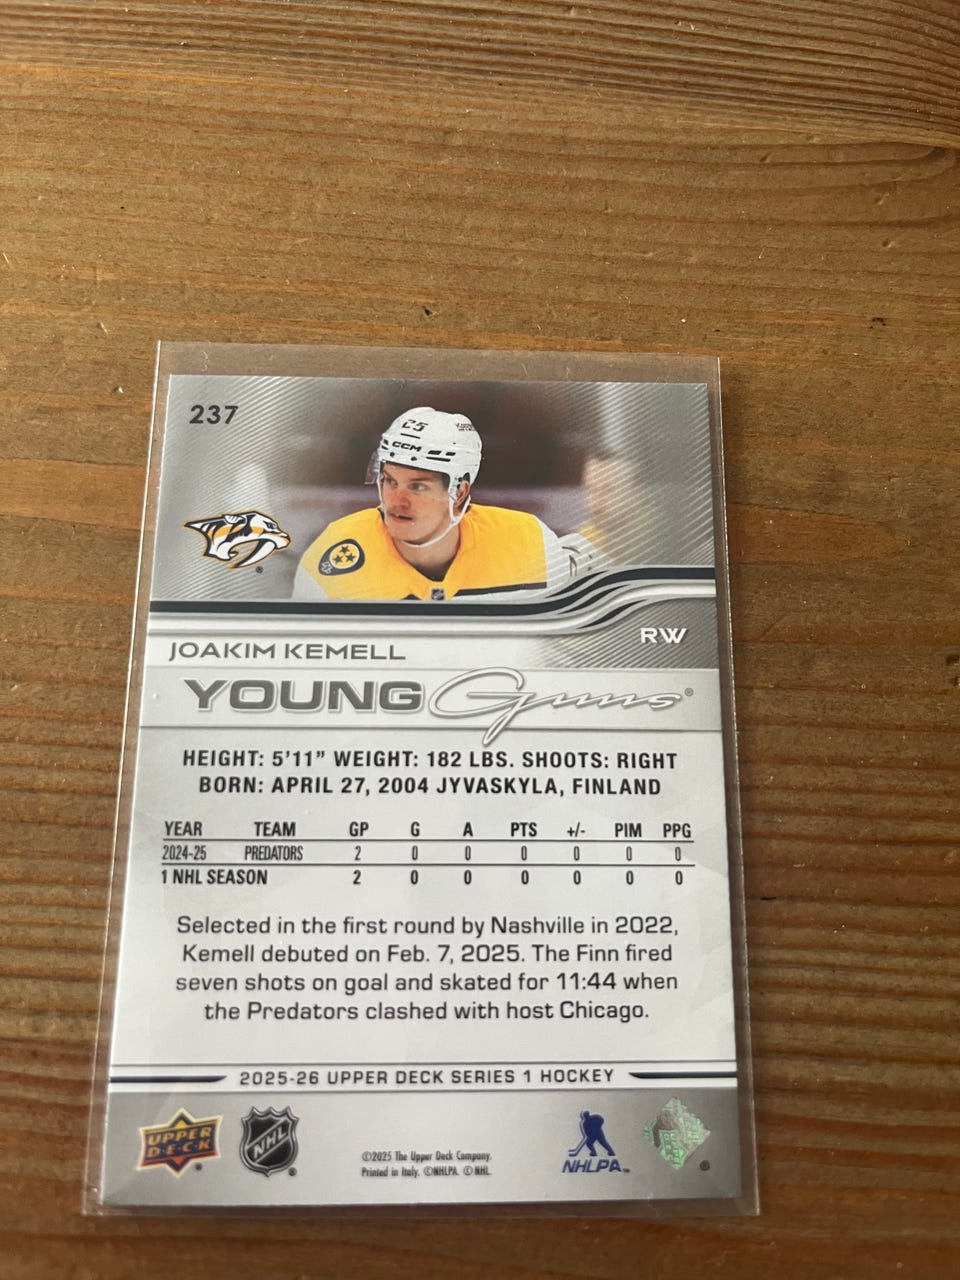 237
25
CCM
RW
JOAKIM KEMELL
YOUNG Guns®
HEIGHT: 5'11" WEIGHT: 182 LBS. SHOOTS: RIGHT
BORN: APRIL 27, 2004 JYVASKYLA, FINLAND
YEAR TEAM GP G A PTS +/- PIM PPG
2024-25 PREDATORS 2 0 0 0 0 0 0
1 NHL SEASON 2 0 0 0 0 0 0
Selected in the first round by Nashville in 2022,
Kemell debuted on Feb. 7, 2025. The Finn fired
seven shots on goal and skated for 11:44 when
the Predators clashed with host Chicago.
2025-26 UPPER DECK SERIES 1 HOCKEY
UPPER DECK
NHL
©2025 The Upper Deck Company.
Printed in Italy. ©NHLPA. © NHL.
NHLPA™